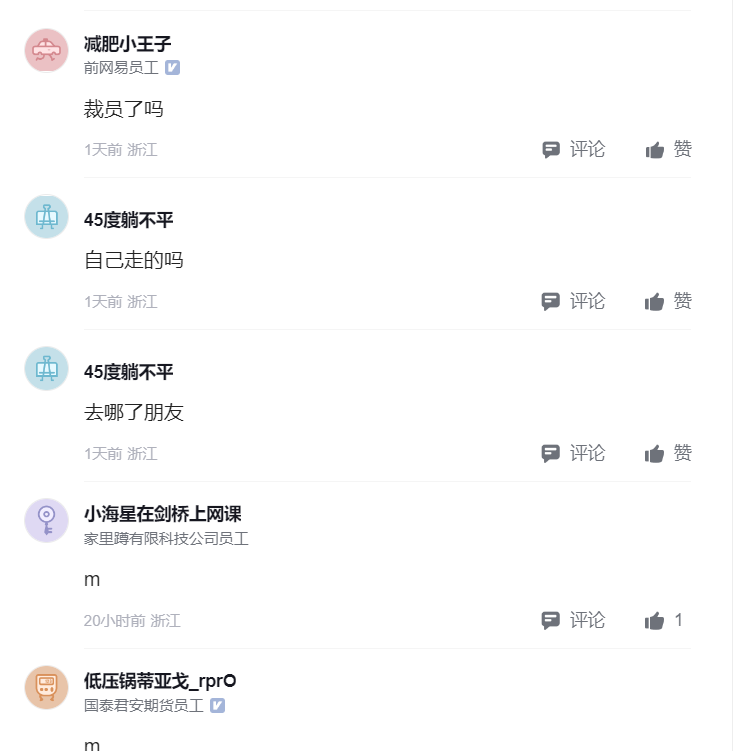 减肥小王子
前网易员工
裁员了吗
1天前 浙江
评论 赞
45度躺不平
自己走的吗
1天前 浙江
评论 赞
45度躺不平
去哪了朋友
1天前 浙江
评论 赞
小海星在剑桥上网课
家里蹲有限科技公司员工
m
20小时前 浙江
评论 1
低压锅蒂亚戈_rprO
国泰君安期货员工
m